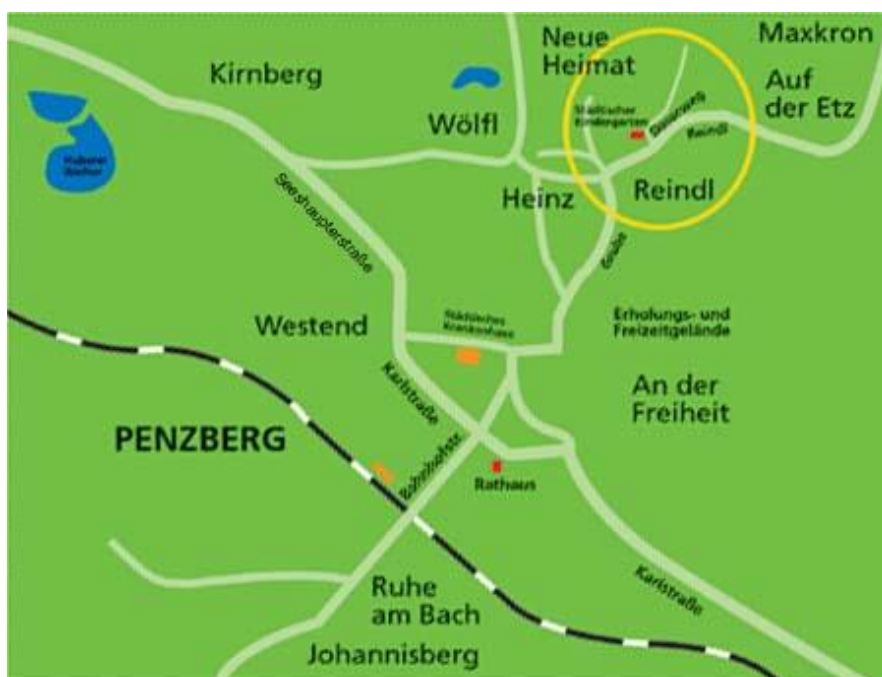 Neue
Heimat
Maxkron
Kirnberg
Auf
der Etz
Städtischer
Kindergarten
Wölfl
Reindl
Heinz
Reindl
Seeshaupterstraße
Grube
Erholungs- und
Freizeitgelände
Städtisches
Krankenhaus
Westend
An der
Freiheit
Karlstraße
PENZBERG
Bahnhofstr.
Rathaus
Karlstraße
Ruhe
am Bach
Johannisberg